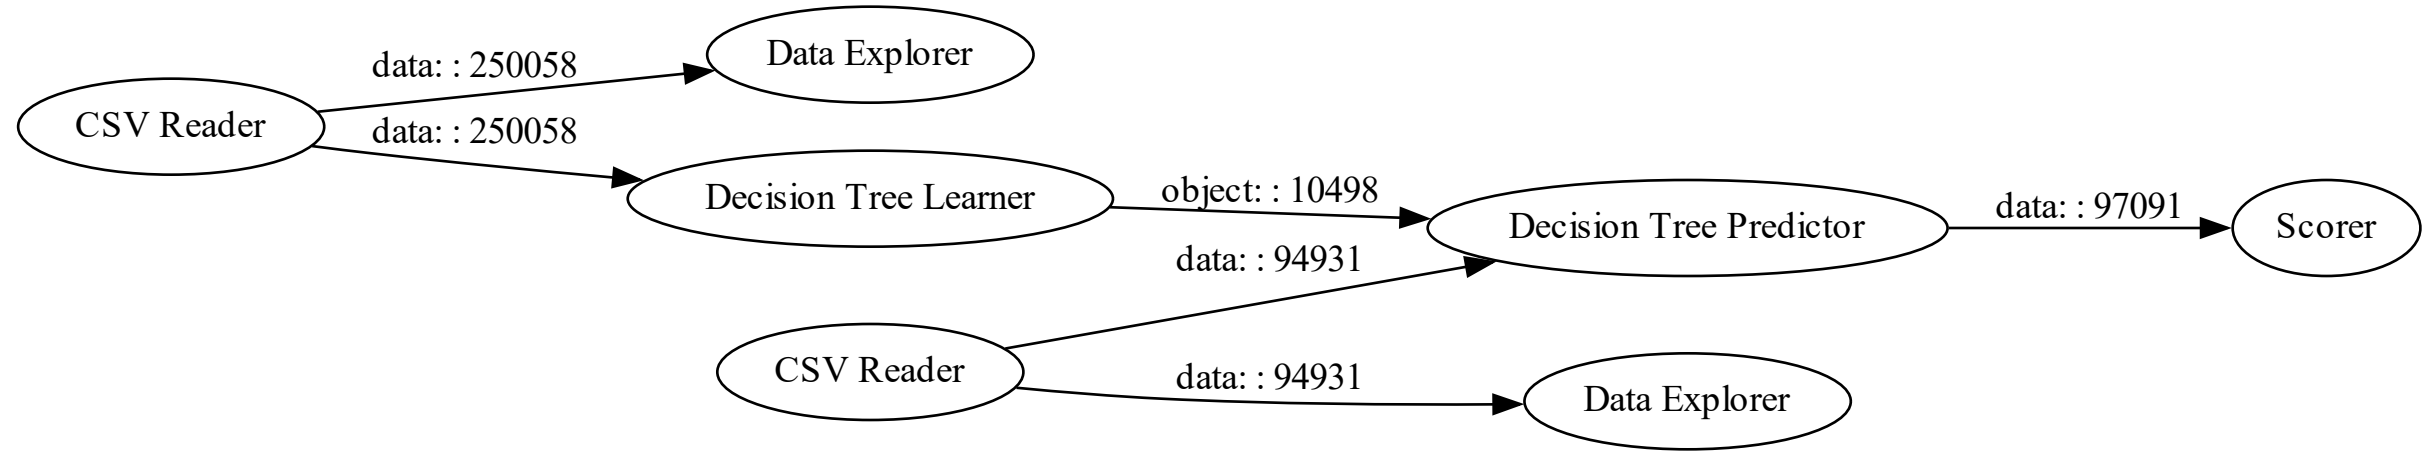 data: : 250058
Data Explorer
CSV Reader
data: : 250058
Decision Tree Learner
object: : 10498
Decision Tree Predictor
data: : 97091
Scorer
data: : 94931
CSV Reader
data: : 94931
Data Explorer